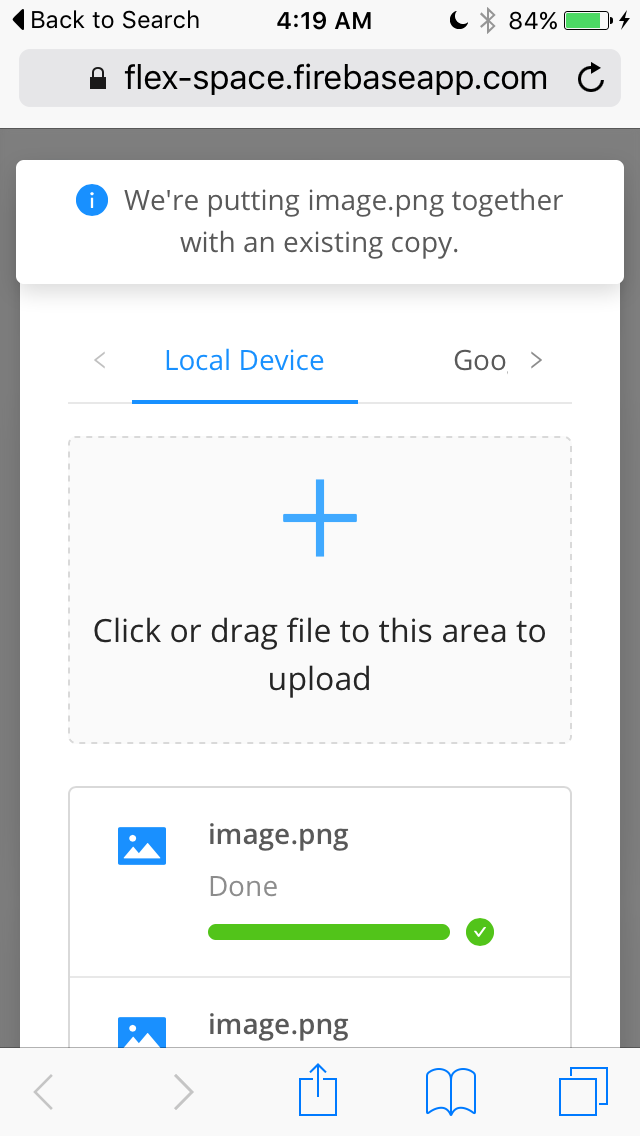 Back to Search 4:19 AM 84%
flex-space.firebaseapp.com
We're putting image.png together
with an existing copy.
Local Device Goo
Click or drag file to this area to
upload
image.png
Done
image.png